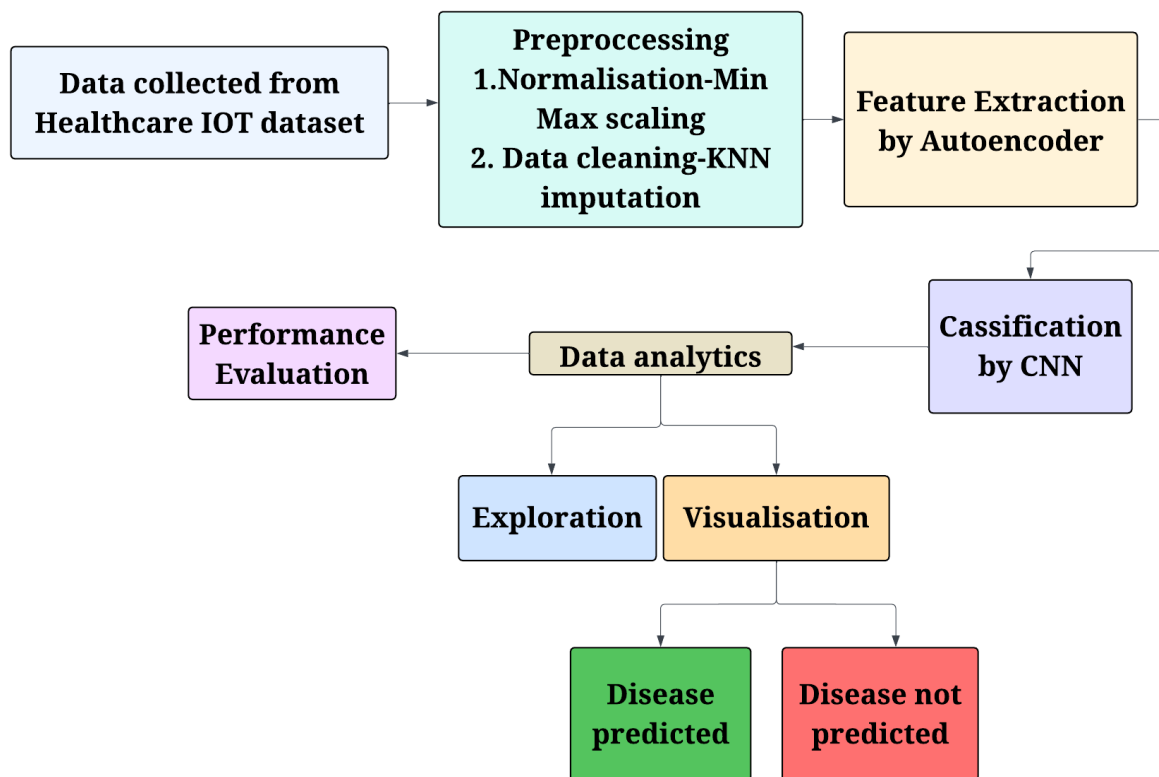 Data collected from
Healthcare IOT dataset
Preproccessing
1.Normalisation-Min
Max scaling
2. Data cleaning-KNN
imputation
Feature Extraction
by Autoencoder
Cassification
by CNN
Data analytics
Performance
Evaluation
Exploration
Visualisation
Disease
predicted
Disease not
predicted